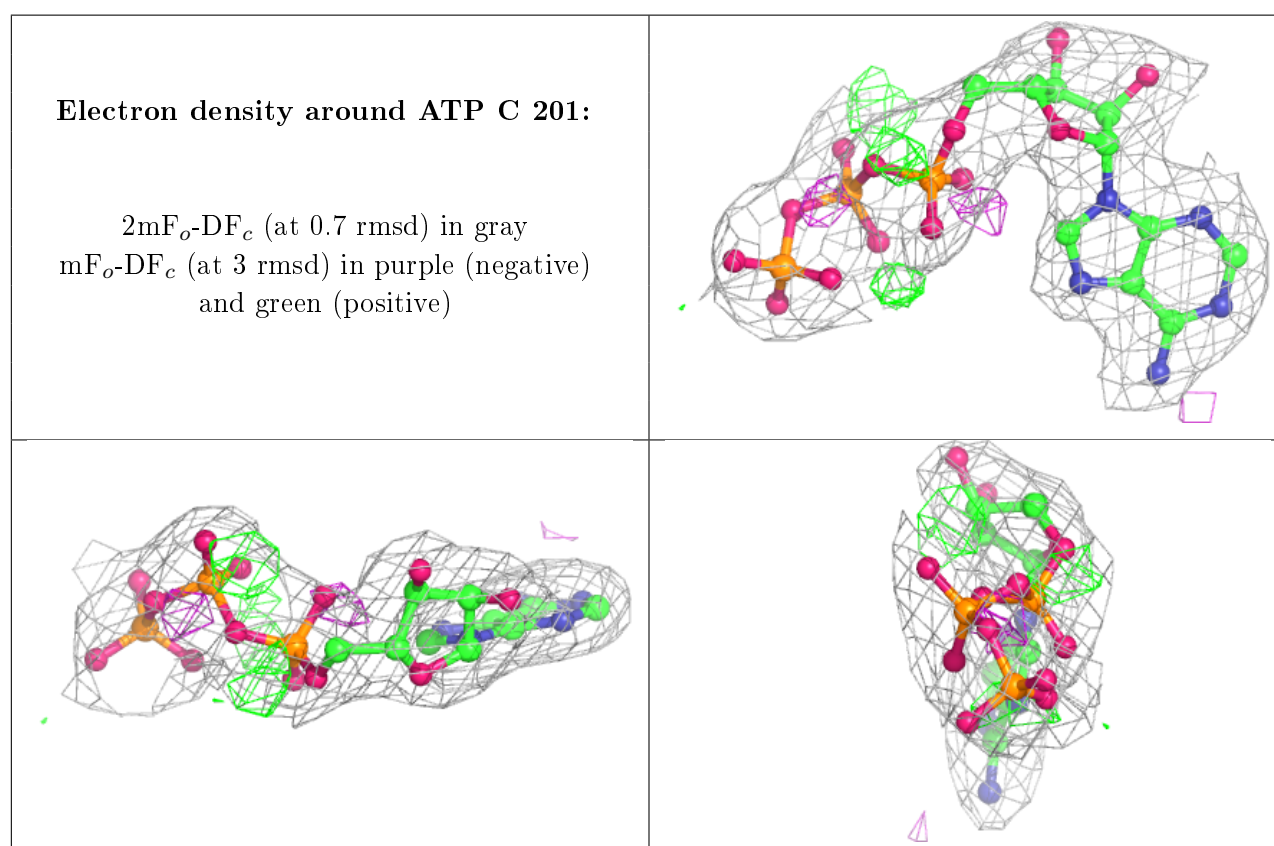 Electron density around ATP C 201:
2mFo-DFc (at 0.7 rmsd) in gray
mFo-DFc (at 3 rmsd) in purple (negative)
and green (positive)